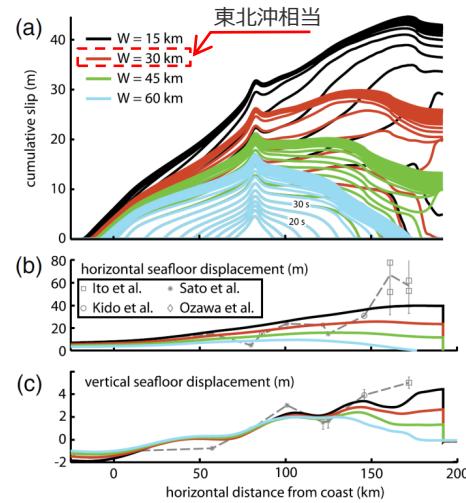 (a)
東北沖相当
W = 15 km
W = 30 km
W = 45 km
W = 60 km
cumulative slip (m)
40
30
20
10
0
30 s
20 s
(b)
horizontal seafloor displacement (m)
80
60
40
20
0
Ito et al.
Sato et al.
Kido et al.
Ozawa et al.
(c)
vertical seafloor displacement (m)
4
2
0
-2
0
50
100
150
200
horizontal distance from coast (km)